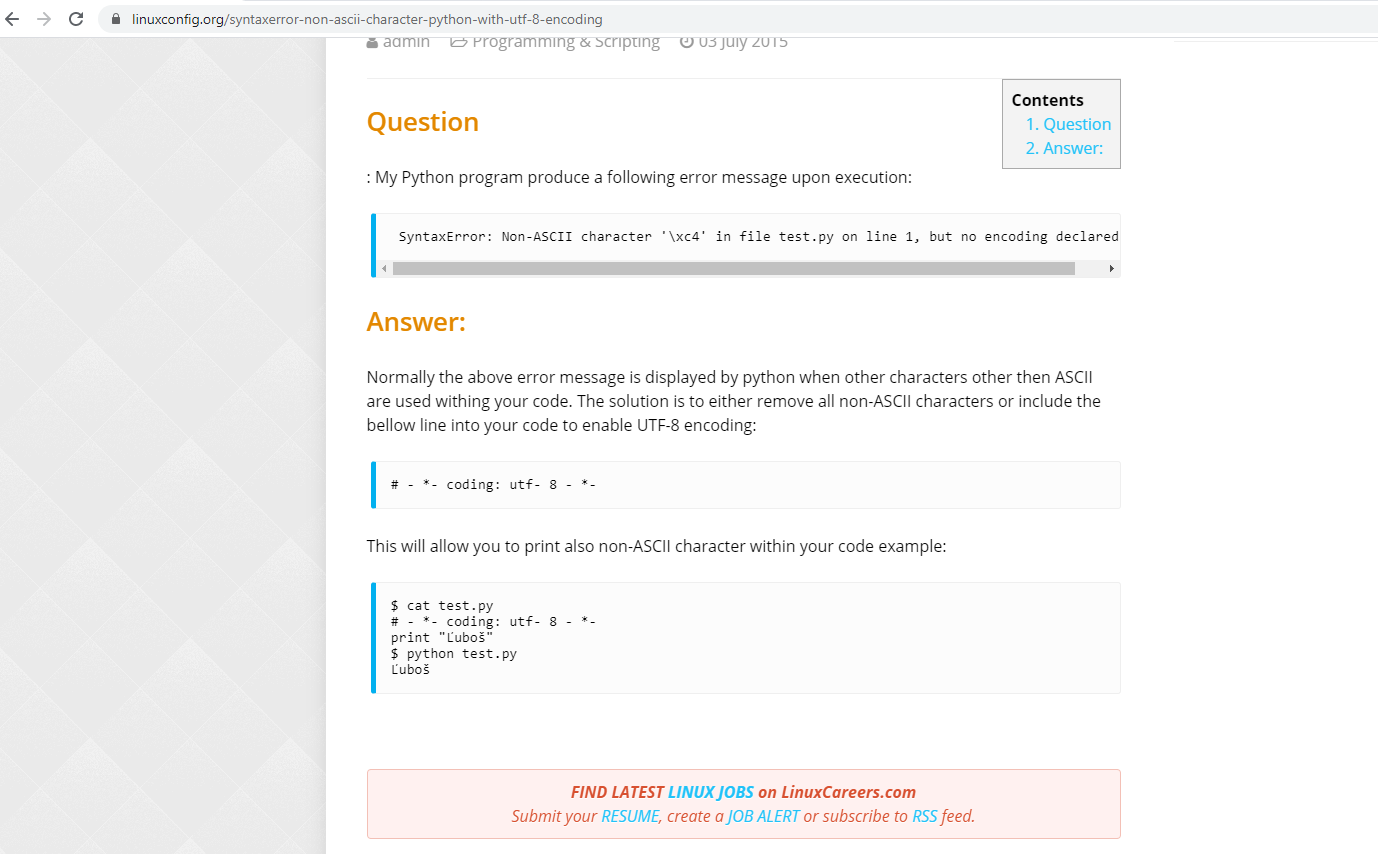 linuxconfig.org/syntaxerror-non-ascii-character-python-with-utf-8-encoding
admin Programming & Scripting 03 July 2015
Contents
1. Question
2. Answer:
Question
: My Python program produce a following error message upon execution:
SyntaxError: Non-ASCII character '\xc4' in file test.py on line 1, but no encoding declared
Answer:
Normally the above error message is displayed by python when other characters other then ASCII
are used withing your code. The solution is to either remove all non-ASCII characters or include the
bellow line into your code to enable UTF-8 encoding:
# - *- coding: utf- 8 - *-
This will allow you to print also non-ASCII character within your code example:
$ cat test.py
# - *- coding: utf- 8 - *-
print "Ľuboš"
$ python test.py
Ľuboš
FIND LATEST LINUX JOBS on LinuxCareers.com
Submit your RESUME, create a JOB ALERT or subscribe to RSS feed.